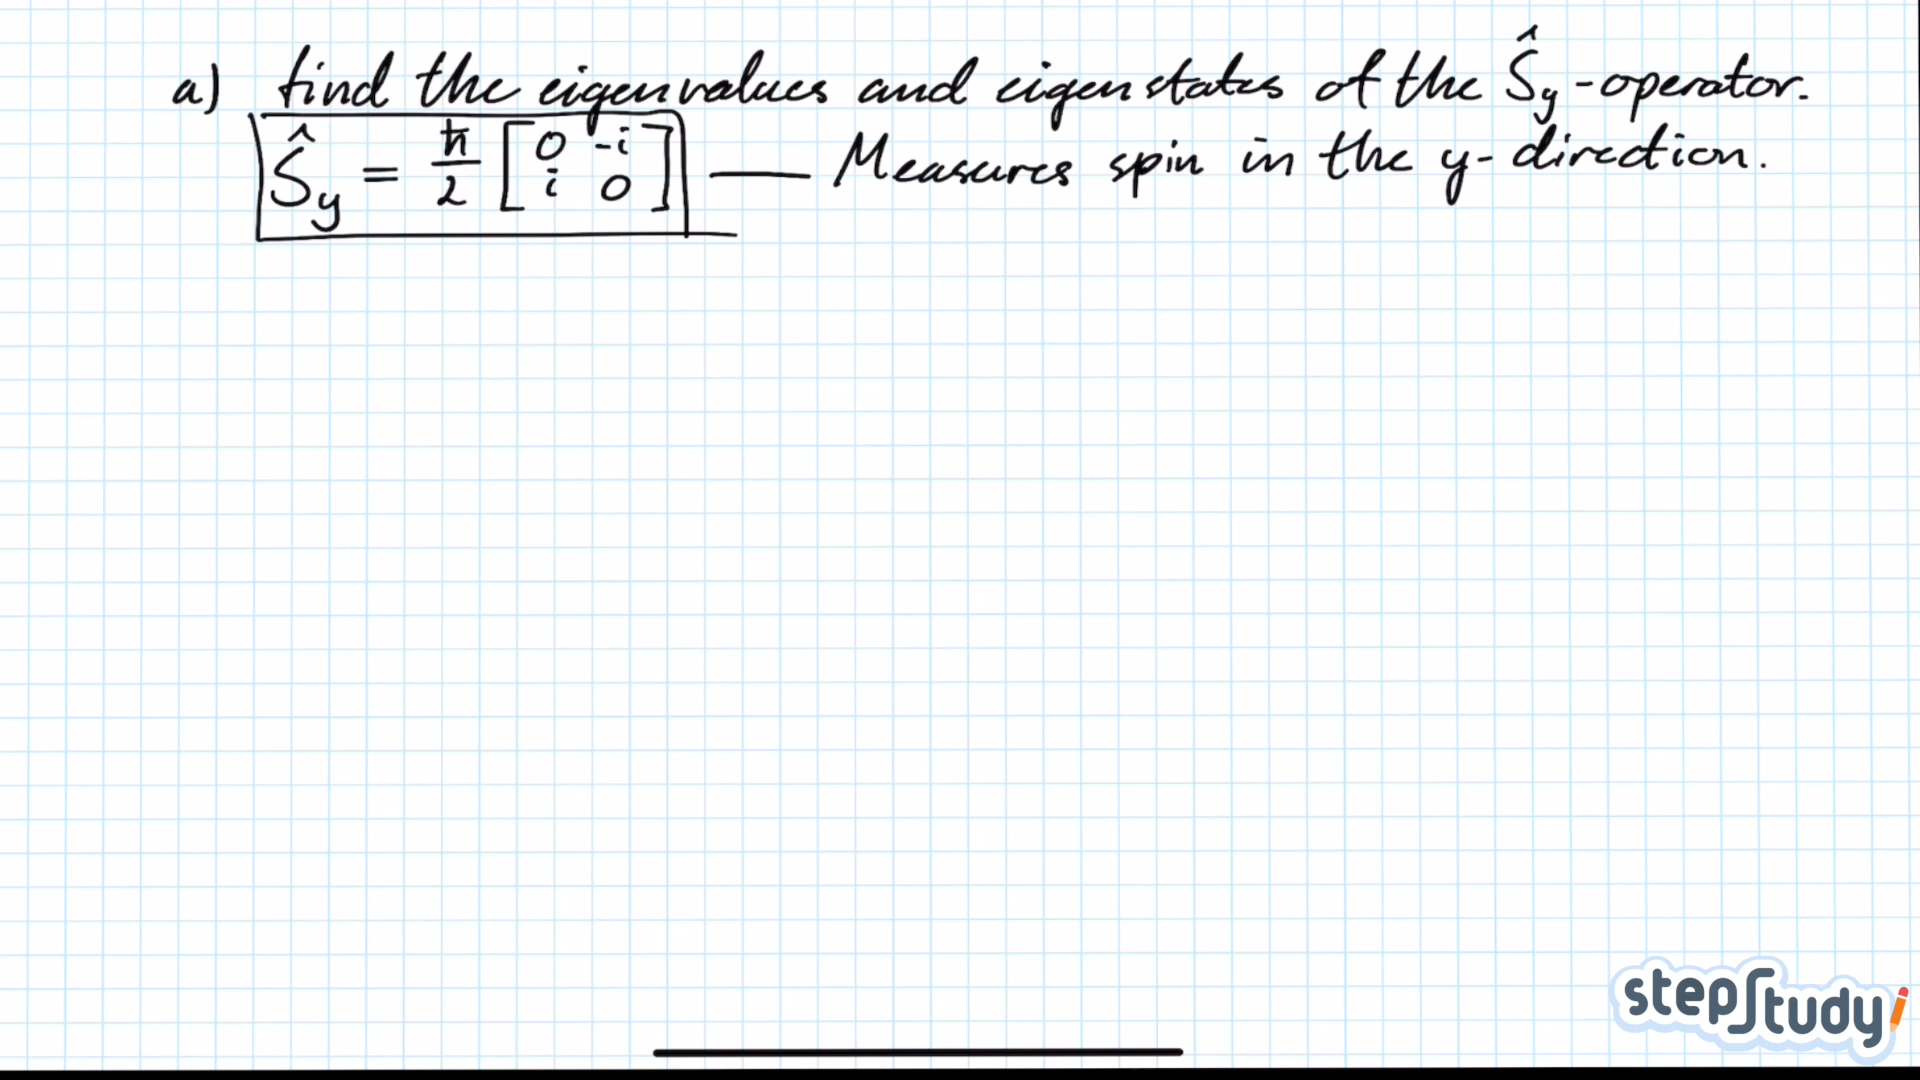 a) find the eigenvalues and eigenstates of the Ŝy-operator.
Ŝy = ħ/2 [0 -i; i 0] — Measures spin in the y-direction.
stepStudy